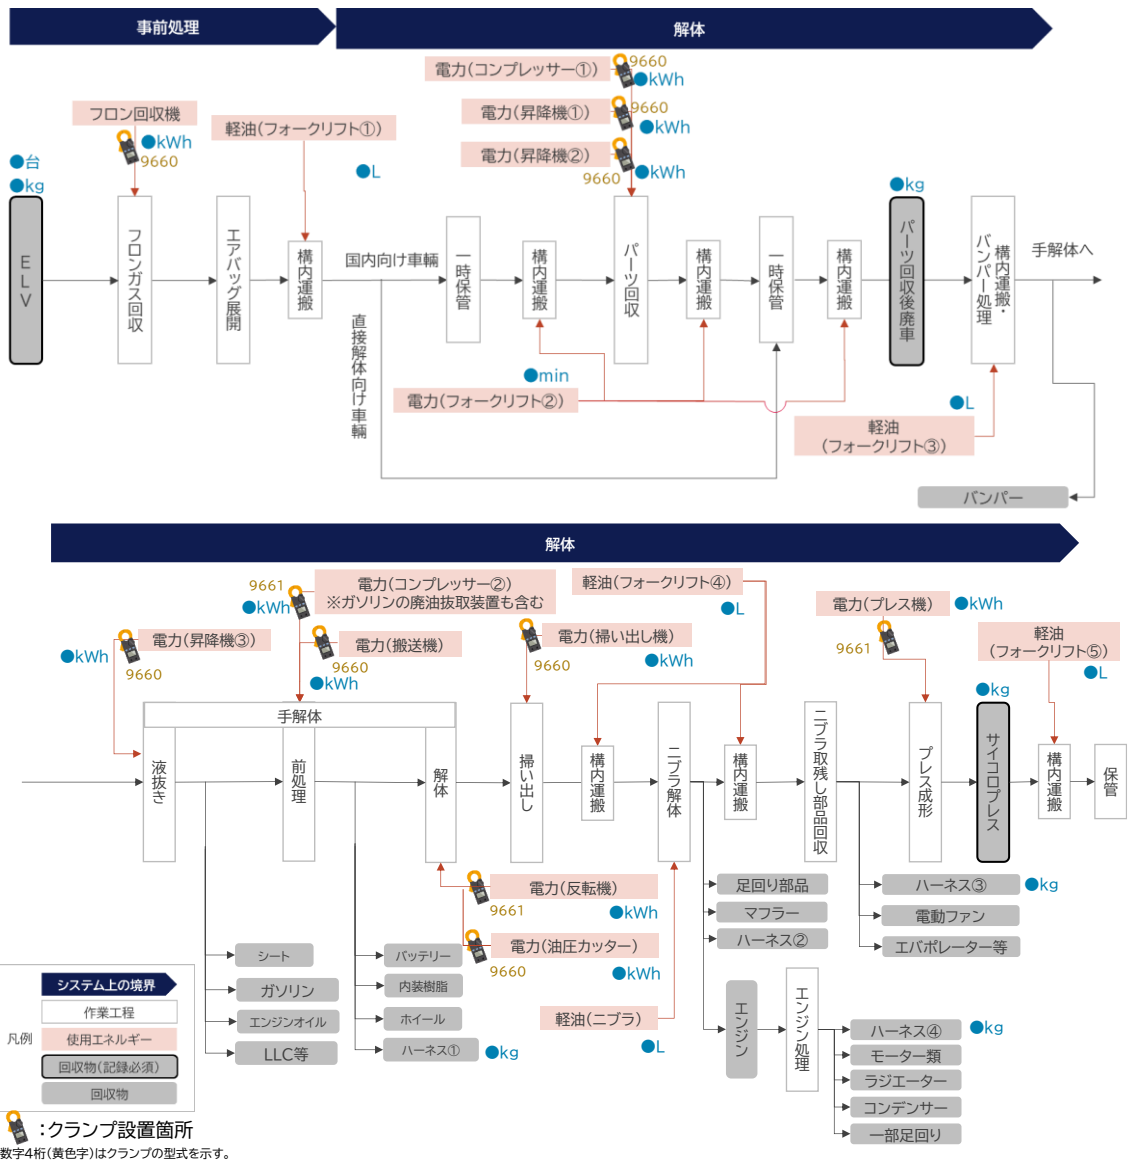 事前処理
解体
電力(コンプレッサー①)
9660
●kWh
フロン回収機
●kWh
9660
軽油(フォークリフト①)
●L
電力(昇降機①)
9660
●kWh
電力(昇降機②)
9660
●kWh
●台
●kg
ELV
フロンガス回収
エアバッグ展開
構内運搬
国内向け車輌
直接解体向け車輌
一時保管
構内運搬
パーツ回収
構内運搬
一時保管
構内運搬
●kg
パーツ回収後廃車
構内運搬・
バンパー処理
手解体へ
●min
電力(フォークリフト②)
●L
軽油
(フォークリフト③)
バンパー
解体
9661
●kWh
電力(コンプレッサー②)
※ガソリンの廃油抜取装置も含む
電力(昇降機③)
●kWh
9660
電力(搬送機)
9660
●kWh
電力(掃い出し機)
9660
●kWh
軽油(フォークリフト④)
●L
電力(プレス機)
●kWh
9661
軽油
(フォークリフト⑤)
●L
●kg
手解体
液抜き
前処理
解体
掃い出し
構内運搬
ニブラ解体
構内運搬
ニブラ取残し部品回収
プレス成形
サイコロプレス
構内運搬
保管
電力(反転機)
9661
●kWh
電力(油圧カッター)
9660
●kWh
軽油(ニブラ)
●L
シート
ガソリン
エンジンオイル
LLC等
バッテリー
内装樹脂
ホイール
ハーネス①
●kg
足回り部品
マフラー
ハーネス②
エンジン
エンジン処理
ハーネス③
●kg
電動ファン
エバポレーター等
ハーネス④
●kg
モーター類
ラジエーター
コンデンサー
一部足回り
凡例
システム上の境界
作業工程
使用エネルギー
回収物(記録必須)
回収物
：クランプ設置箇所
数字4桁(黄色字)はクランプの型式を示す。